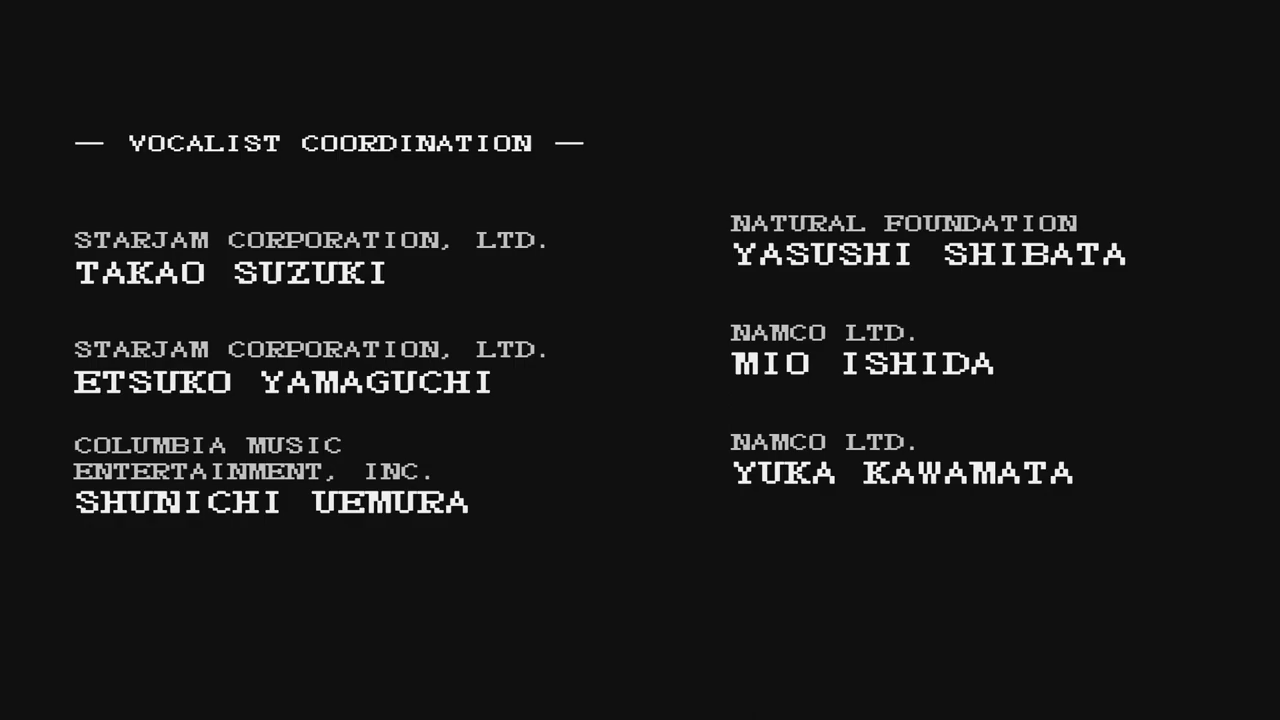 — VOCALIST COORDINATION —
STARJAM CORPORATION, LTD.
TAKAO SUZUKI
STARJAM CORPORATION, LTD.
ETSUKO YAMAGUCHI
COLUMBIA MUSIC
ENTERTAINMENT, INC.
SHUNICHI UEMURA
NATURAL FOUNDATION
YASUSHI SHIBATA
NAMCO LTD.
MIO ISHIDA
NAMCO LTD.
YUKA KAWAMATA